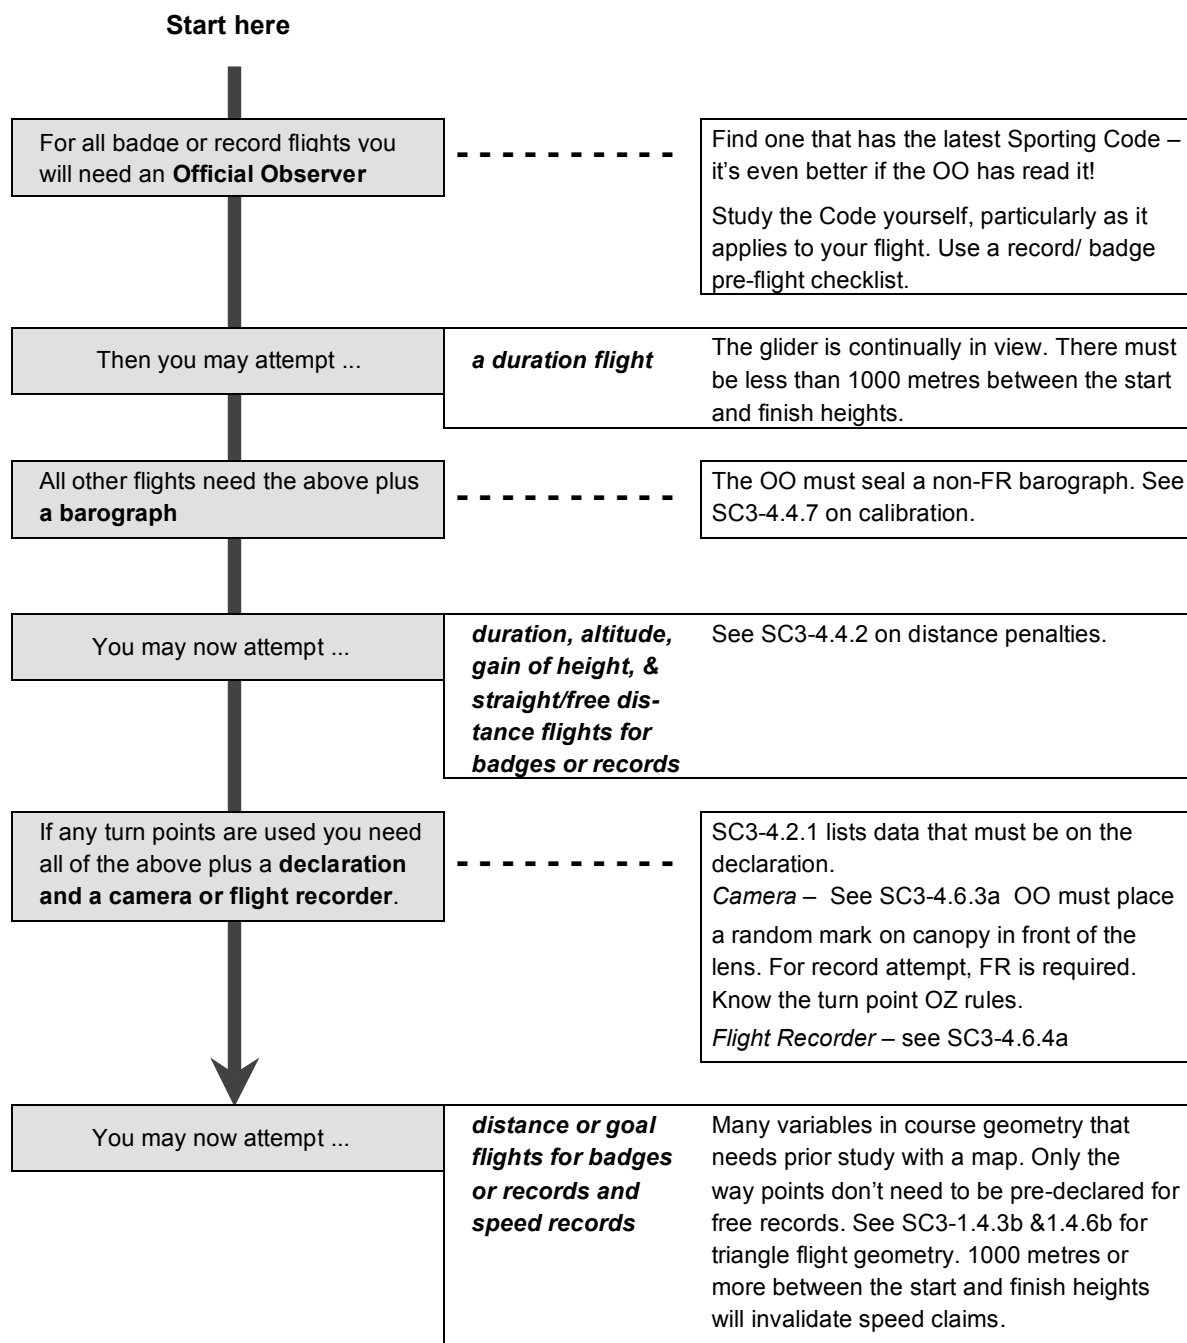 Start here
For all badge or record flights you
will need an Official Observer
Find one that has the latest Sporting Code –
it's even better if the OO has read it!
Study the Code yourself, particularly as it
applies to your flight. Use a record/ badge
pre-flight checklist.
Then you may attempt ...
a duration flight
The glider is continually in view. There must
be less than 1000 metres between the start
and finish heights.
All other flights need the above plus
a barograph
The OO must seal a non-FR barograph. See
SC3-4.4.7 on calibration.
You may now attempt ...
duration, altitude,
gain of height, &
straight/free dis-
tance flights for
badges or records
See SC3-4.4.2 on distance penalties.
If any turn points are used you need
all of the above plus a declaration
and a camera or flight recorder.
SC3-4.2.1 lists data that must be on the
declaration.
Camera – See SC3-4.6.3a OO must place
a random mark on canopy in front of the
lens. For record attempt, FR is required.
Know the turn point OZ rules.
Flight Recorder – see SC3-4.6.4a
You may now attempt ...
distance or goal
flights for badges
or records and
speed records
Many variables in course geometry that
needs prior study with a map. Only the
way points don't need to be pre-declared for
free records. See SC3-1.4.3b &1.4.6b for
triangle flight geometry. 1000 metres or
more between the start and finish heights
will invalidate speed claims.